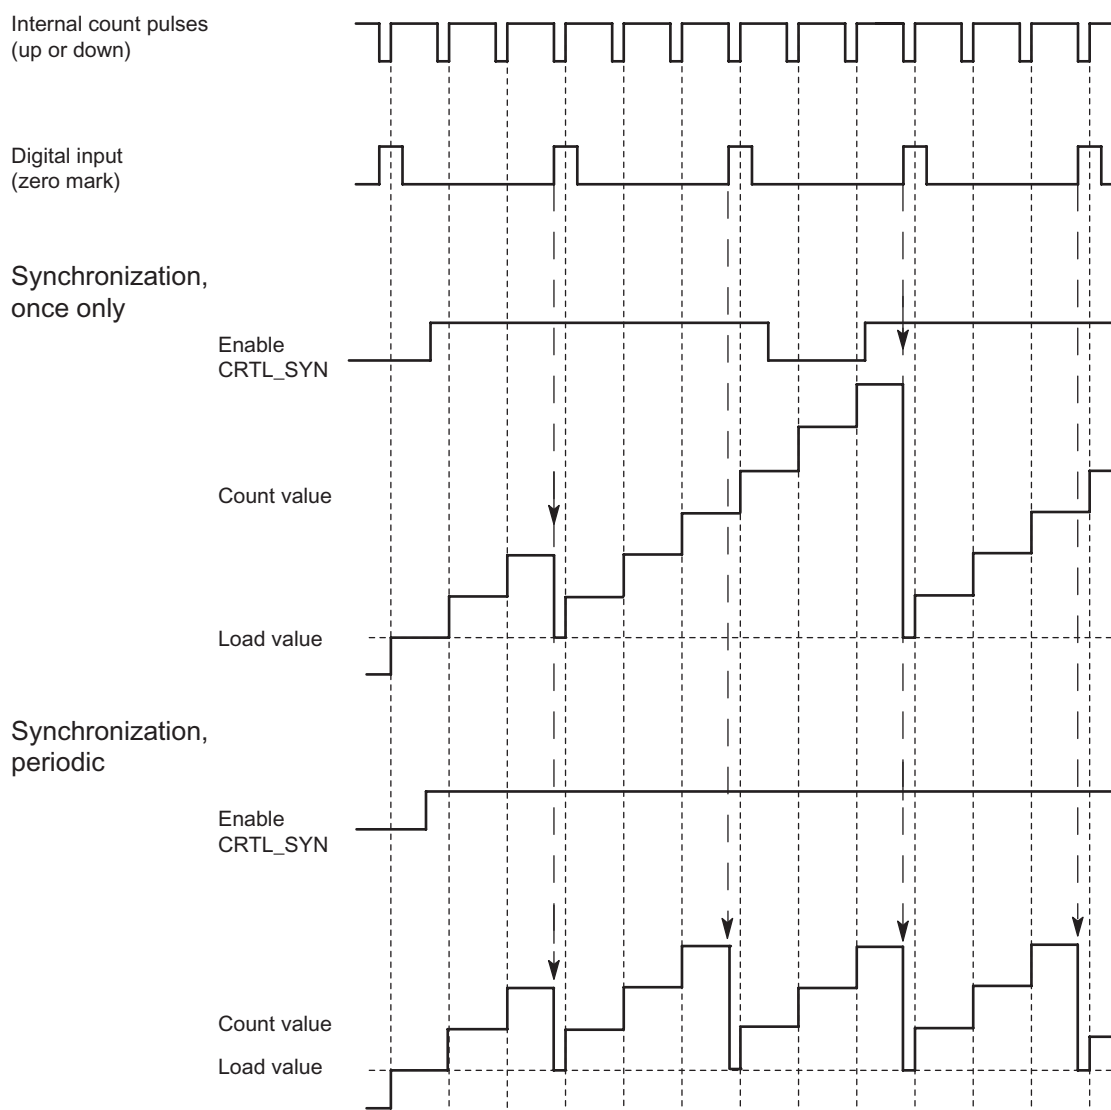 Internal count pulses
(up or down)
Digital input
(zero mark)
Synchronization,
once only
Enable
CRTL_SYN
Count value
Load value
Synchronization,
periodic
Enable
CRTL_SYN
Count value
Load value